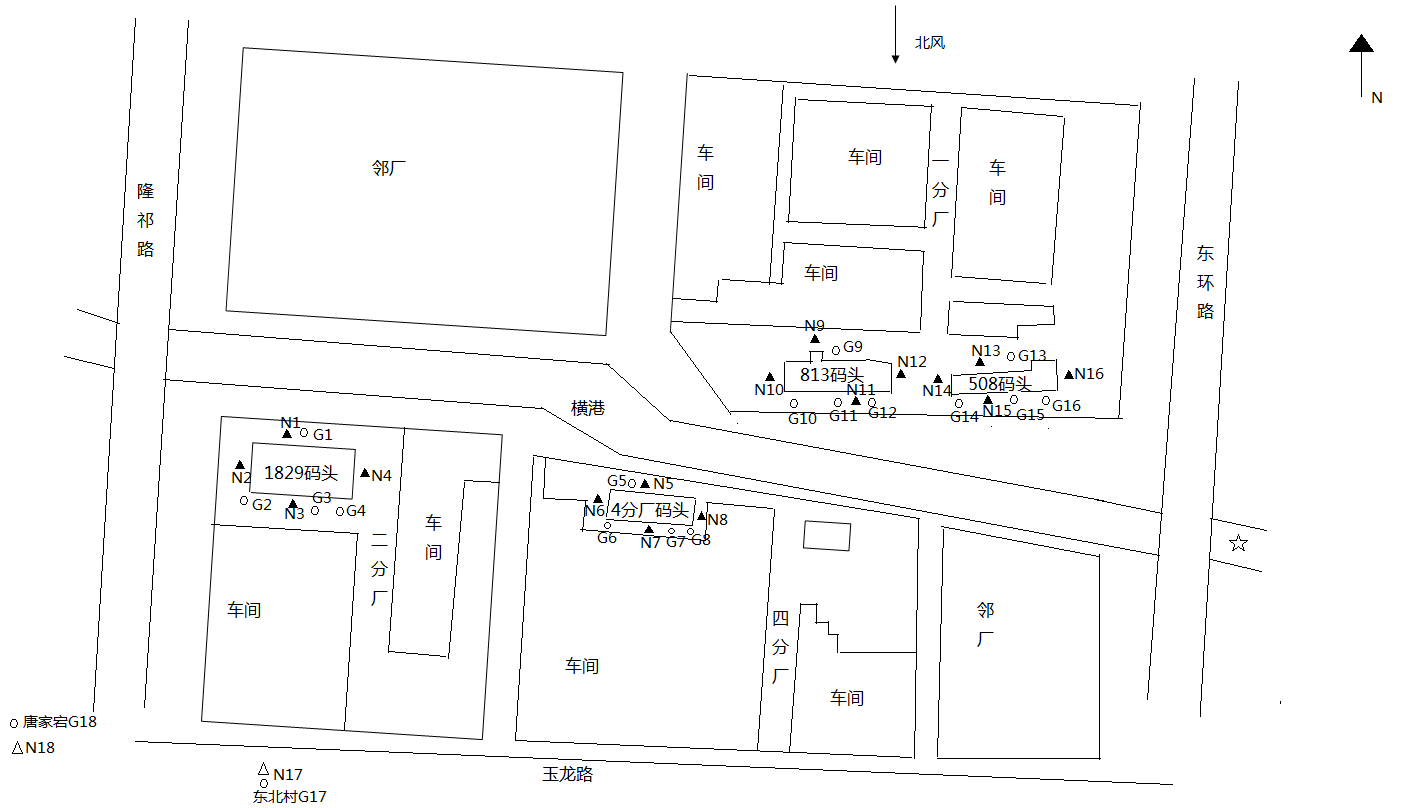 北风
N
邻厂
隆祁路
车间
车间
一分厂
车间
车间
东环路
N9
G9
813码头
N10
N11
N12
G10
G11
G12
N13
G13
508码头
N14
N15
N16
G14
G15
G16
横港
N1
G1
1829码头
N2
N4
G2
N3
G3
G4
车间
二分厂
车间
G5
N5
4分厂码头
N6
N8
G6
N7
G7
G8
车间
四分厂
车间
邻厂
唐家宕G18
N18
N17
东北村G17
玉龙路